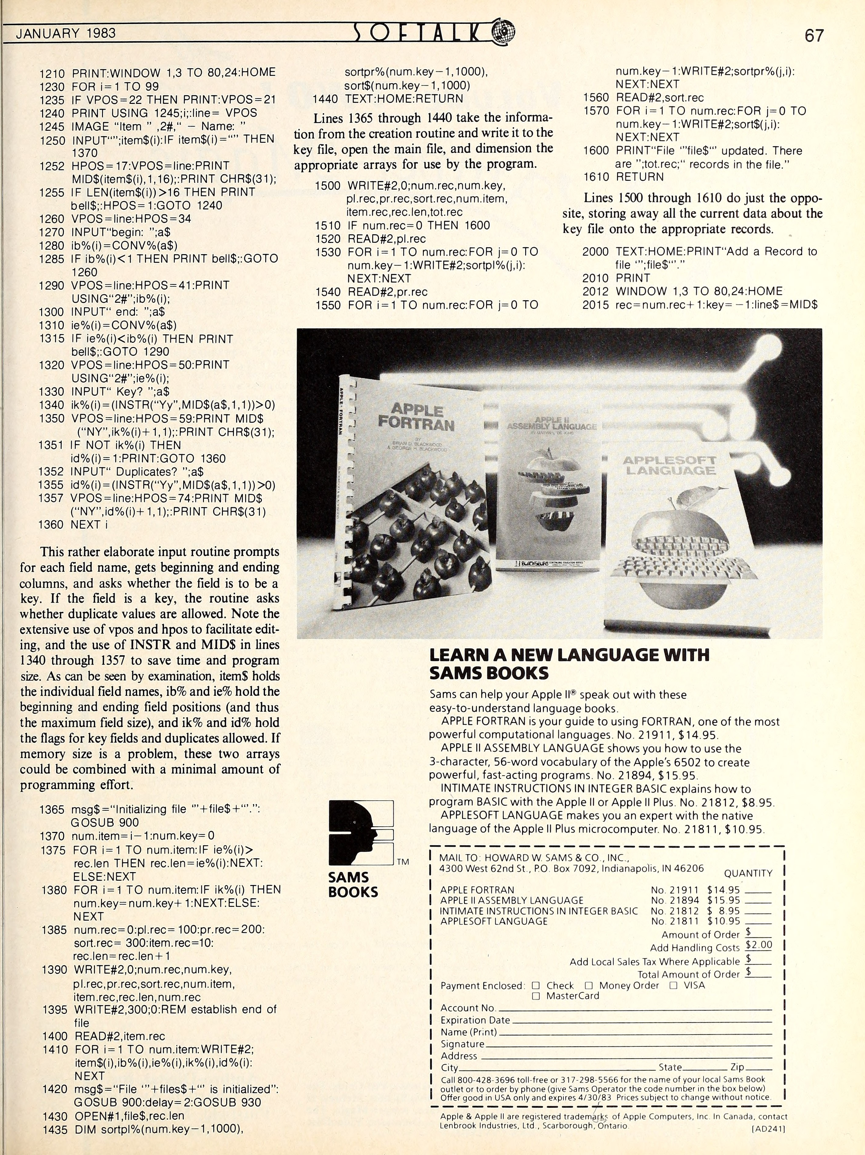 JANUARY 1983
SOFTALK
67
1210 PRINT:WINDOW 1,3 TO 80,24:HOME
1230 FOR i=1 TO 99
1235 IF VPOS=22 THEN PRINT:VPOS=21
1240 PRINT USING 1245;i;:line= VPOS
1245 IMAGE "Item " ,2#," – Name: "
1250 INPUT"";item$(i):IF item$(i)="" THEN
1370
1252 HPOS=17:VPOS=line:PRINT
MID$(item$(i),1,16);:PRINT CHR$(31);
1255 IF LEN(item$(i))>16 THEN PRINT
bell$;:HPOS=1:GOTO 1240
1260 VPOS=line:HPOS=34
1270 INPUT"begin: ";a$
1280 ib%(i)=CONV%(a$)
1285 IF ib%(i)<1 THEN PRINT bell$;:GOTO
1260
1290 VPOS=line:HPOS=41:PRINT
USING"2#";ib%(i);
1300 INPUT" end: ";a$
1310 ie%(i)=CONV%(a$)
1315 IF ie%(i)<ib%(i) THEN PRINT
bell$;:GOTO 1290
1320 VPOS=line:HPOS=50:PRINT
USING"2#";ie%(i);
1330 INPUT" Key? ";a$
1340 ik%(i)=(INSTR("Yy",MID$(a$,1,1))>0)
1350 VPOS=line:HPOS=59:PRINT MID$
("NY",ik%(i)+1,1);:PRINT CHR$(31);
1351 IF NOT ik%(i) THEN
id%(i)=1:PRINT:GOTO 1360
1352 INPUT" Duplicates? ";a$
1355 id%(i)=(INSTR("Yy",MID$(a$,1,1))>0)
1357 VPOS=line:HPOS=74:PRINT MID$
("NY",id%(i)+1,1);:PRINT CHR$(31)
1360 NEXT i
This rather elaborate input routine prompts
for each field name, gets beginning and ending
columns, and asks whether the field is to be a
key. If the field is a key, the routine asks
whether duplicate values are allowed. Note the
extensive use of vpos and hpos to facilitate edit-
ing, and the use of INSTR and MID$ in lines
1340 through 1357 to save time and program
size. As can be seen by examination, item$ holds
the individual field names, ib% and ie% hold the
beginning and ending field positions (and thus
the maximum field size), and ik% and id% hold
the flags for key fields and duplicates allowed. If
memory size is a problem, these two arrays
could be combined with a minimal amount of
programming effort.
1365 msg$="Initializing file '"+file$+"'.":
GOSUB 900
1370 num.item=i–1:num.key=0
1375 FOR i=1 TO num.item:IF ie%(i)>
rec.len THEN rec.len=ie%(i):NEXT:
ELSE:NEXT
1380 FOR i=1 TO num.item:IF ik%(i) THEN
num.key=num.key+1:NEXT:ELSE:
NEXT
1385 num.rec=0:pl.rec=100:pr.rec=200:
sort.rec=300:item.rec=10:
rec.len=rec.len+1
1390 WRITE#2,0;num.rec,num.key,
pl.rec,pr.rec,sort.rec,num.item,
item.rec,rec.len,num.rec
1395 WRITE#2,300;0:REM establish end of
file
1400 READ#2,item.rec
1410 FOR i=1 TO num.item:WRITE#2;
item$(i),ib%(i),ie%(i),ik%(i),id%(i):
NEXT
1420 msg$="File '"+files$+"' is initialized":
GOSUB 900:delay=2:GOSUB 930
1430 OPEN#1,file$,rec.len
1435 DIM sortpl%(num.key–1,1000),
sortpr%(num.key–1,1000),
sort$(num.key–1,1000)
1440 TEXT:HOME:RETURN
Lines 1365 through 1440 take the informa-
tion from the creation routine and write it to the
key file, open the main file, and dimension the
appropriate arrays for use by the program.
1500 WRITE#2,0;num.rec,num.key,
pl.rec,pr.rec,sort.rec,num.item,
item.rec,rec.len,tot.rec
1510 IF num.rec=0 THEN 1600
1520 READ#2,pl.rec
1530 FOR i=1 TO num.rec:FOR j=0 TO
num.key–1:WRITE#2;sortpl%(j,i):
NEXT:NEXT
1540 READ#2,pr.rec
1550 FOR i=1 TO num.rec:FOR j=0 TO
num.key–1:WRITE#2;sortpr%(j,i):
NEXT:NEXT
1560 READ#2,sort.rec
1570 FOR i=1 TO num.rec:FOR j=0 TO
num.key–1:WRITE#2;sort$(j,i):
NEXT:NEXT
1600 PRINT"File '"file$"' updated. There
are ";tot.rec;" records in the file."
1610 RETURN
Lines 1500 through 1610 do just the oppo-
site, storing away all the current data about the
key file onto the appropriate records.
2000 TEXT:HOME:PRINT"Add a Record to
file '";file$"'."
2010 PRINT
2012 WINDOW 1,3 TO 80,24:HOME
2015 rec=num.rec+1:key=–1:line$=MID$
APPLE FORTRAN
APPLE
FORTRAN
BY
BRIAN D. BLACKWOOD
& GEORGE H. BLACKWOOD
APPLE II
ASSEMBLY LANGUAGE
BLACKSBURG
APPLESOFT
LANGUAGE
LEARN A NEW LANGUAGE WITH
SAMS BOOKS
Sams can help your Apple II® speak out with these
easy-to-understand language books.
APPLE FORTRAN is your guide to using FORTRAN, one of the most
powerful computational languages. No. 21911, $14.95.
APPLE II ASSEMBLY LANGUAGE shows you how to use the
3-character, 56-word vocabulary of the Apple's 6502 to create
powerful, fast-acting programs. No. 21894, $15.95.
INTIMATE INSTRUCTIONS IN INTEGER BASIC explains how to
program BASIC with the Apple II or Apple II Plus. No. 21812, $8.95.
APPLESOFT LANGUAGE makes you an expert with the native
language of the Apple II Plus microcomputer. No. 21811, $10.95.
TM
SAMS
BOOKS
MAIL TO: HOWARD W. SAMS & CO., INC.,
4300 West 62nd St., P.O. Box 7092, Indianapolis, IN 46206
QUANTITY
APPLE FORTRAN No. 21911 $14.95
APPLE II ASSEMBLY LANGUAGE No. 21894 $15.95
INTIMATE INSTRUCTIONS IN INTEGER BASIC No. 21812 $ 8.95
APPLESOFT LANGUAGE No. 21811 $10.95
Amount of Order $
Add Handling Costs $2.00
Add Local Sales Tax Where Applicable $
Total Amount of Order $
Payment Enclosed: □ Check □ Money Order □ VISA
□ MasterCard
Account No.
Expiration Date
Name (Print)
Signature
Address
City State Zip
Call 800-428-3696 toll-free or 317-298-5566 for the name of your local Sams Book
outlet or to order by phone (give Sams Operator the code number in the box below)
Offer good in USA only and expires 4/30/83 Prices subject to change without notice.
Apple & Apple II are registered trademarks of Apple Computers, Inc. In Canada, contact
Lenbrook Industries, Ltd., Scarborough, Ontario
[AD241]